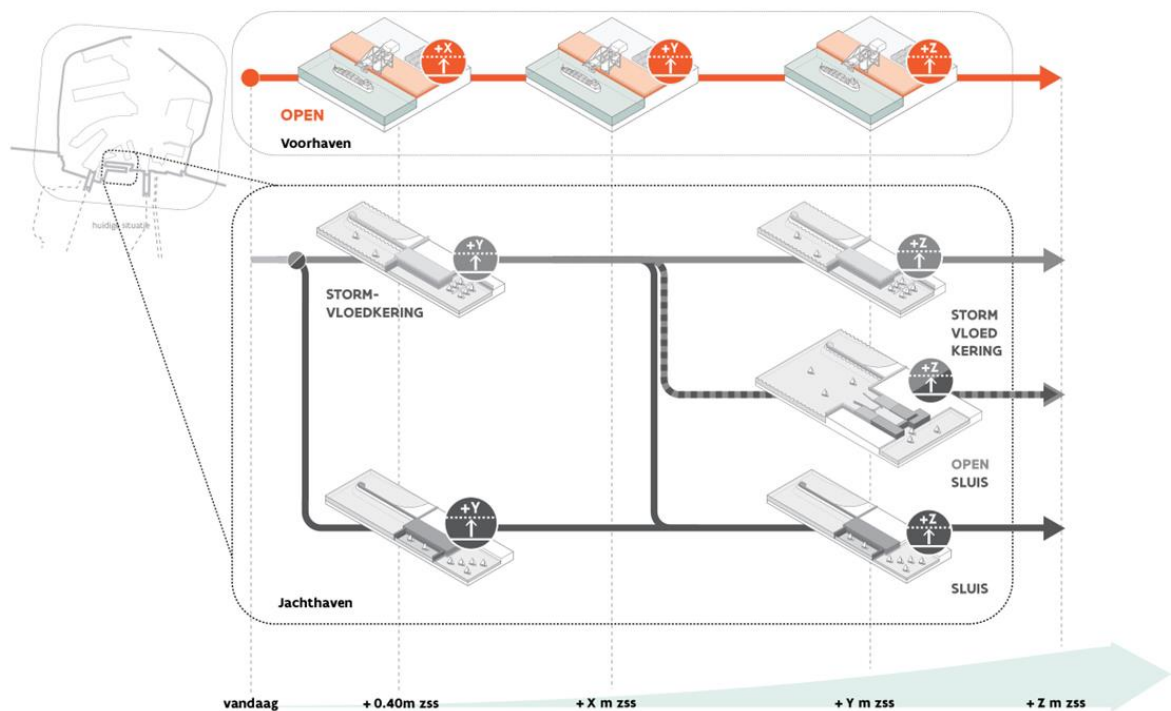 +X
+Y
+Z
OPEN
Voorhaven
huidige situatie
+Y
+Z
STORM-
VLOEDKERING
STORM
VLOED
KERING
+Z
OPEN
SLUIS
+Y
+Z
SLUIS
Jachthaven
vandaag
+ 0.40m zss
+ X m zss
+ Y m zss
+ Z m zss